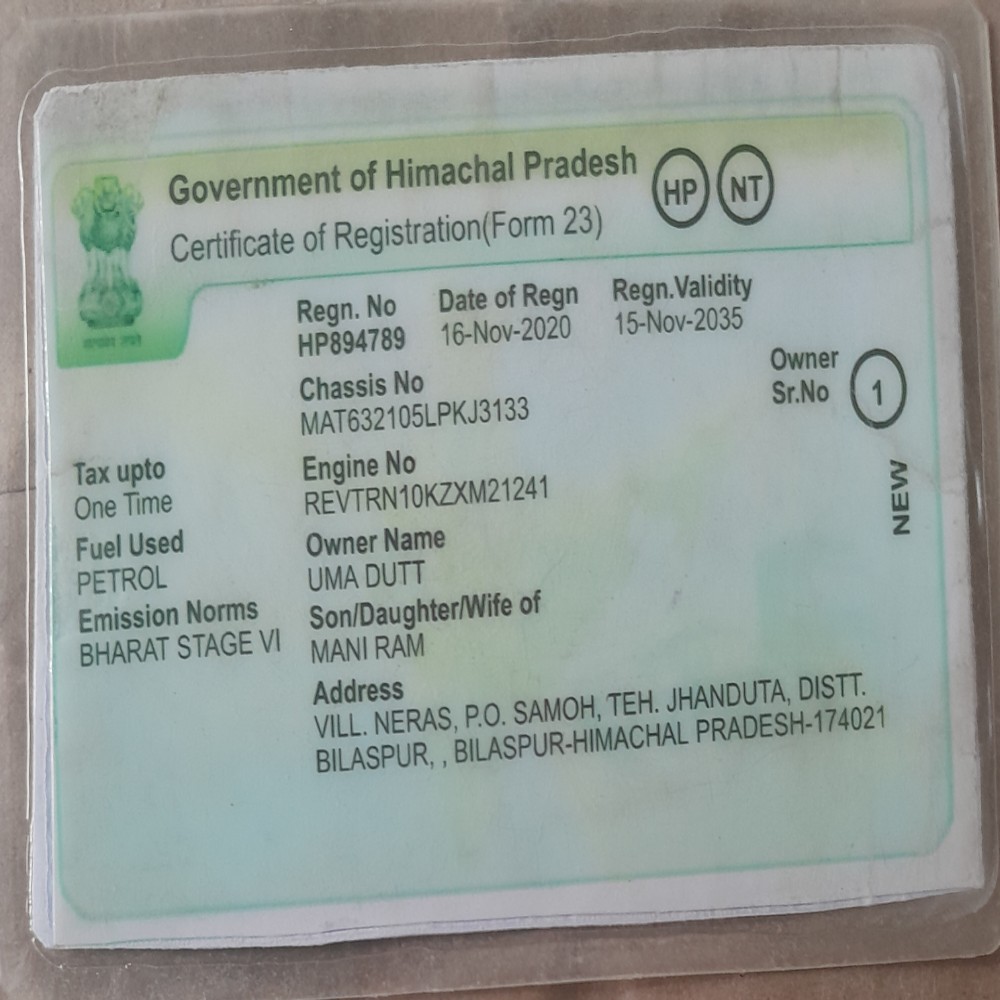 Government of Himachal Pradesh HP NT
Certificate of Registration(Form 23)
Regn. No Date of Regn Regn.Validity
HP894789 16-Nov-2020 15-Nov-2035
Chassis No
MAT632105LPKJ3133
Owner
Sr.No 1
Tax upto
One Time
Engine No
REVTRN10KZXM21241
NEW
Fuel Used
PETROL
Owner Name
UMA DUTT
Emission Norms
BHARAT STAGE VI
Son/Daughter/Wife of
MANI RAM
Address
VILL. NERAS, P.O. SAMOH, TEH. JHANDUTA, DISTT.
BILASPUR, , BILASPUR-HIMACHAL PRADESH-174021